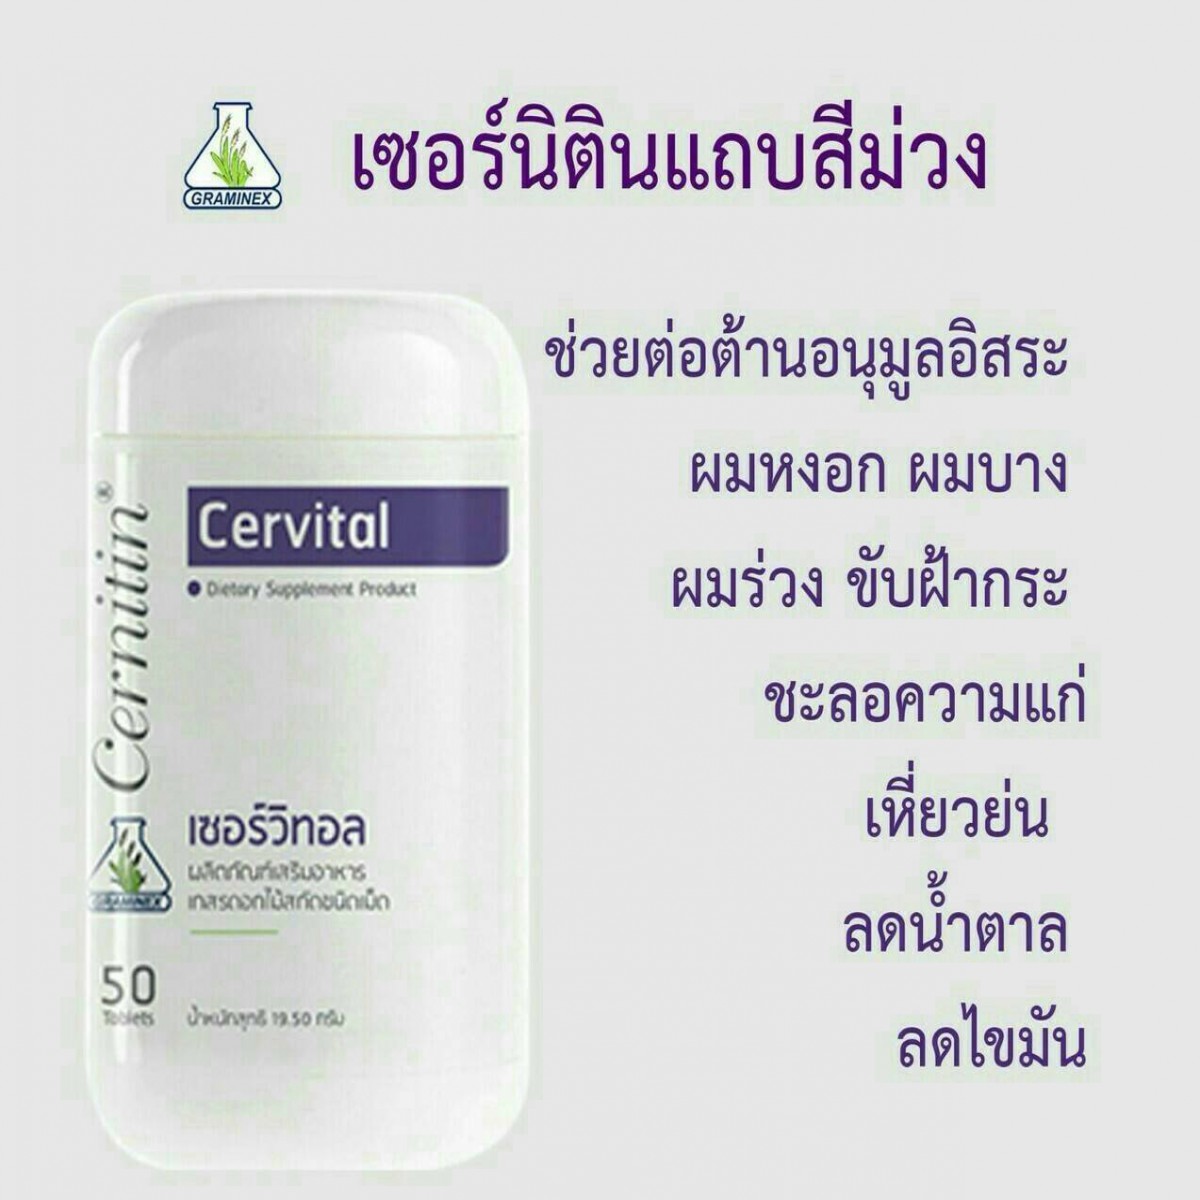 เซอร์นิตินแถบสีม่วง
GRAMINEX
ช่วยต่อต้านอนุมูลอิสระ
ผมหงอก ผมบาง
ผมร่วง ขับฝ้ากระ
ชะลอความแก่
เหี่ยวย่น
ลดน้ำตาล
ลดไขมัน
Cernitin
Cervital
Dietary Supplement Product
เซอร์วิทอล
ผลิตภัณฑ์เสริมอาหาร
เกสรดอกไม้สกัดชนิดเม็ด
GRAMINEX
50
Tablets
น้ำหนักสุทธิ 19.50 กรัม